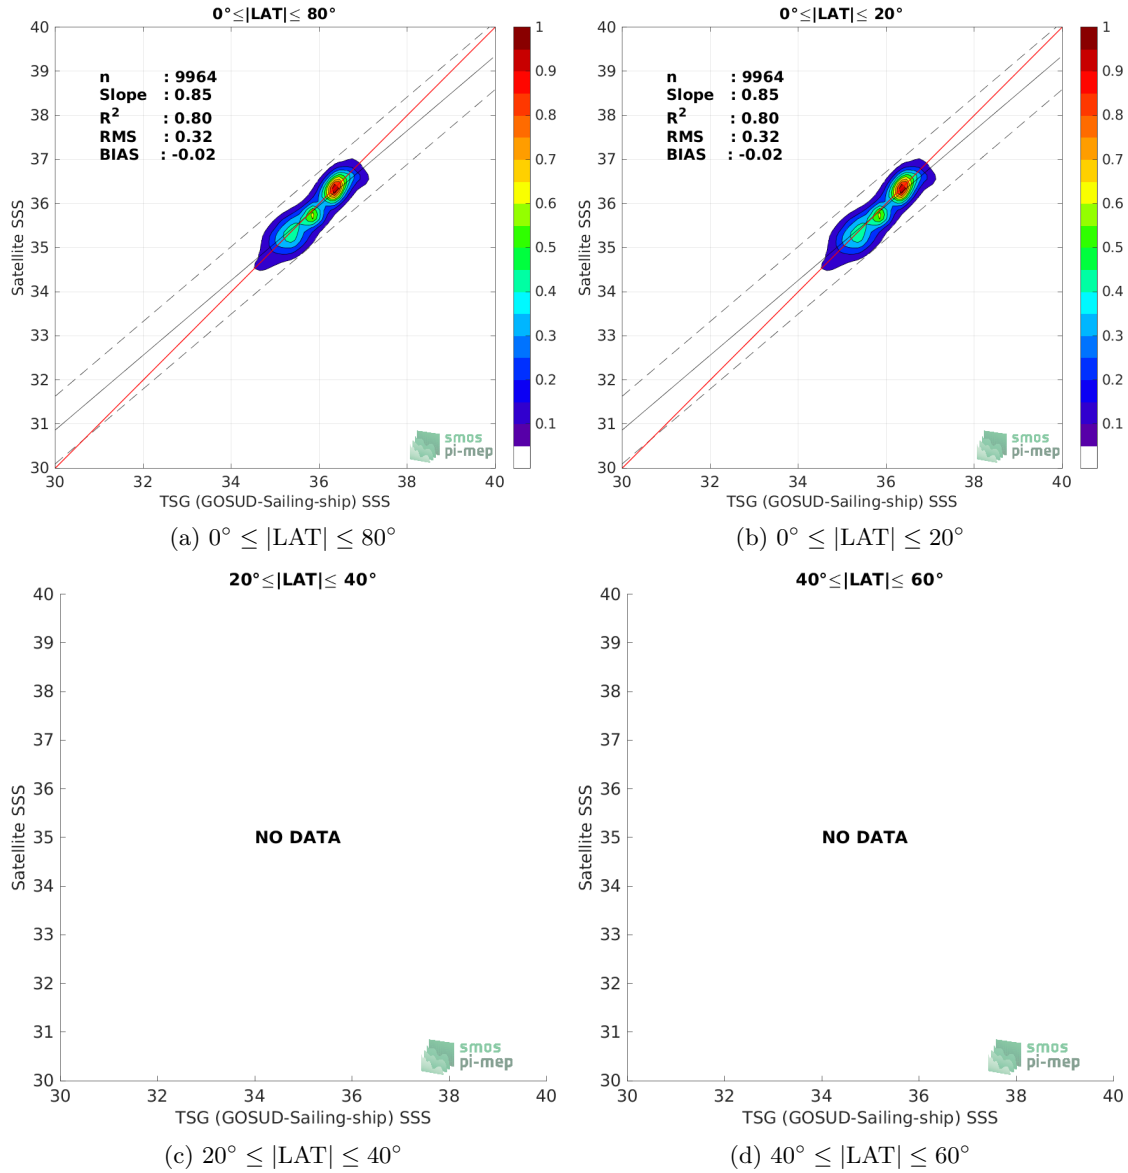 0°≤|LAT|≤ 80°
40
39
38
37
36
35
34
33
32
31
30
Satellite SSS
n : 9964
Slope : 0.85
R² : 0.80
RMS : 0.32
BIAS : -0.02
smos
pi-mep
30 32 34 36 38 40
TSG (GOSUD-Sailing-ship) SSS
1
0.9
0.8
0.7
0.6
0.5
0.4
0.3
0.2
0.1
(a) 0° ≤ |LAT| ≤ 80°
0°≤|LAT|≤ 20°
40
39
38
37
36
35
34
33
32
31
30
Satellite SSS
n : 9964
Slope : 0.85
R² : 0.80
RMS : 0.32
BIAS : -0.02
smos
pi-mep
30 32 34 36 38 40
TSG (GOSUD-Sailing-ship) SSS
1
0.9
0.8
0.7
0.6
0.5
0.4
0.3
0.2
0.1
(b) 0° ≤ |LAT| ≤ 20°
20°≤|LAT|≤ 40°
40
39
38
37
36
35
34
33
32
31
30
Satellite SSS
NO DATA
smos
pi-mep
30 32 34 36 38 40
TSG (GOSUD-Sailing-ship) SSS
(c) 20° ≤ |LAT| ≤ 40°
40°≤|LAT|≤ 60°
40
39
38
37
36
35
34
33
32
31
30
Satellite SSS
NO DATA
smos
pi-mep
30 32 34 36 38 40
TSG (GOSUD-Sailing-ship) SSS
(d) 40° ≤ |LAT| ≤ 60°